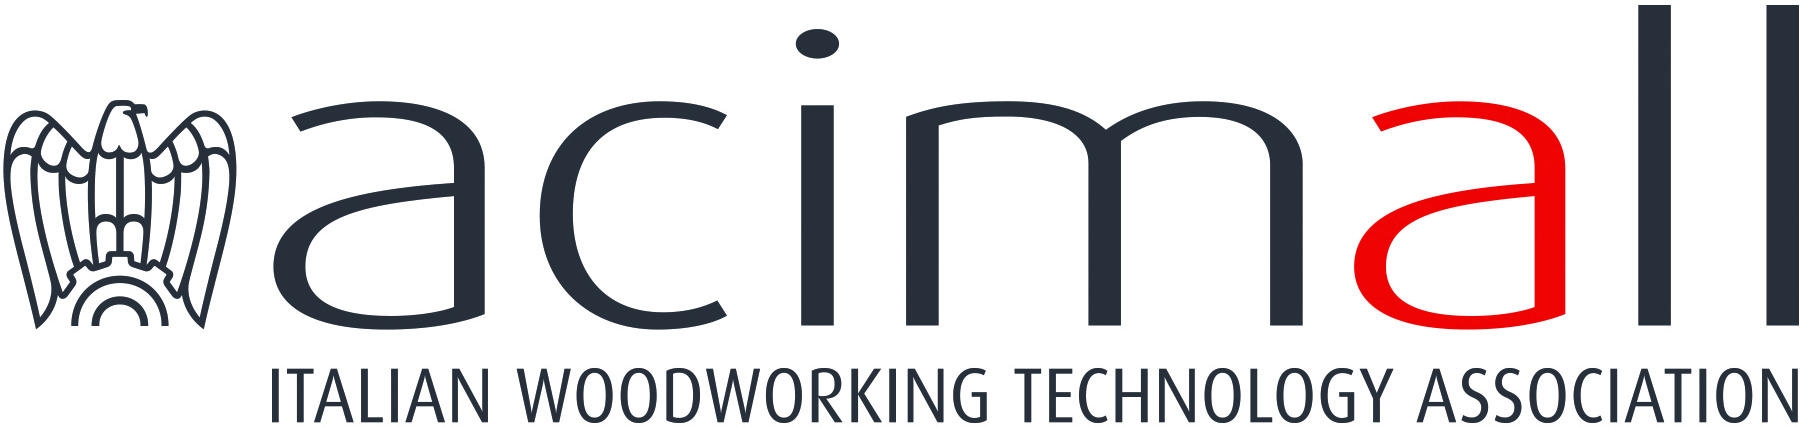 acimall
ITALIAN WOODWORKING TECHNOLOGY ASSOCIATION